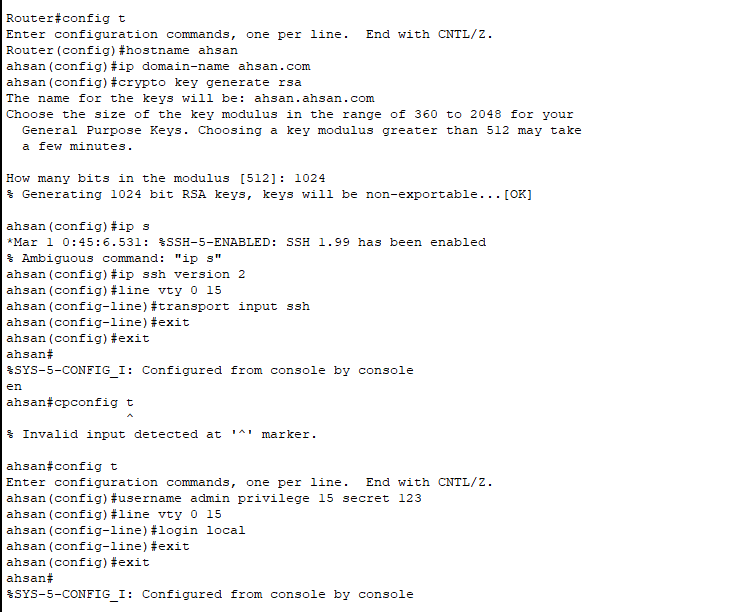 Router#config t
Enter configuration commands, one per line.  End with CNTL/Z.
Router(config)#hostname ahsan
ahsan(config)#ip domain-name ahsan.com
ahsan(config)#crypto key generate rsa
The name for the keys will be: ahsan.ahsan.com
Choose the size of the key modulus in the range of 360 to 2048 for your
  General Purpose Keys. Choosing a key modulus greater than 512 may take
  a few minutes.

How many bits in the modulus [512]: 1024
% Generating 1024 bit RSA keys, keys will be non-exportable...[OK]

ahsan(config)#ip s
*Mar 1 0:45:6.531: %SSH-5-ENABLED: SSH 1.99 has been enabled
% Ambiguous command: "ip s"
ahsan(config)#ip ssh version 2
ahsan(config)#line vty 0 15
ahsan(config-line)#transport input ssh
ahsan(config-line)#exit
ahsan(config)#exit
ahsan#
%SYS-5-CONFIG_I: Configured from console by console
en
ahsan#cpconfig t
               ^
% Invalid input detected at '^' marker.

ahsan#config t
Enter configuration commands, one per line.  End with CNTL/Z.
ahsan(config)#username admin privilege 15 secret 123
ahsan(config)#line vty 0 15
ahsan(config-line)#login local
ahsan(config-line)#exit
ahsan(config)#exit
ahsan#
%SYS-5-CONFIG_I: Configured from console by console